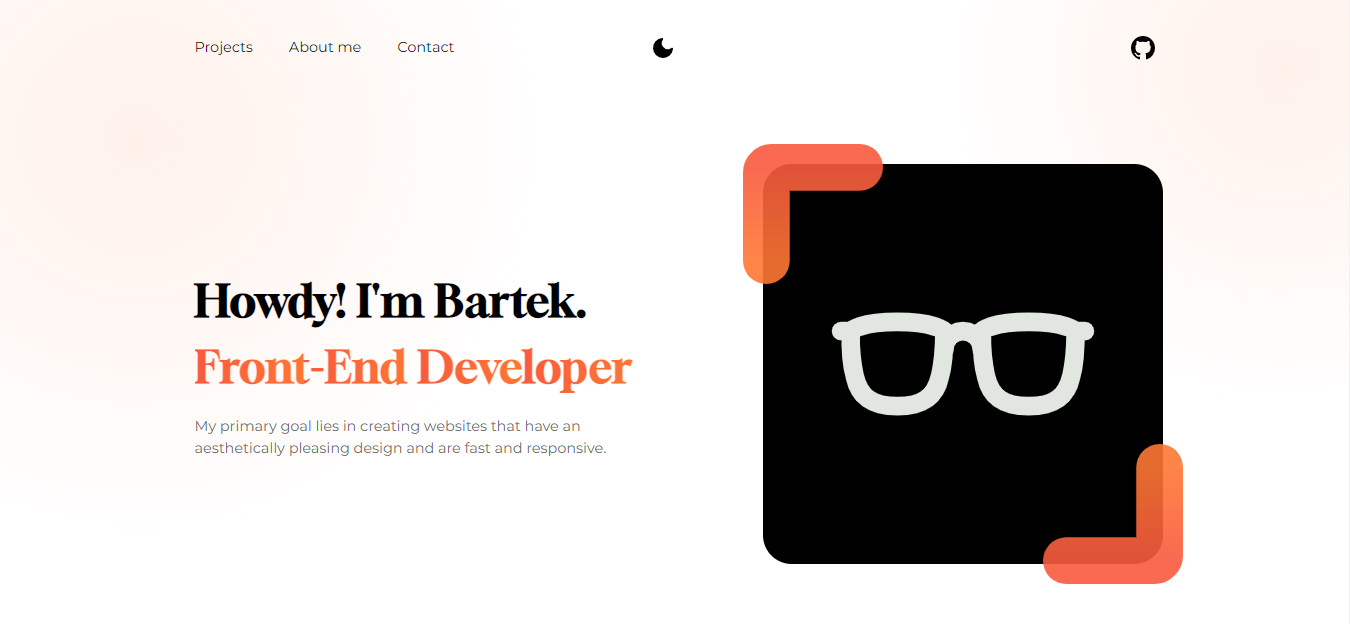 Projects About me Contact
Howdy! I'm Bartek.
Front-End Developer
My primary goal lies in creating websites that have an
aesthetically pleasing design and are fast and responsive.